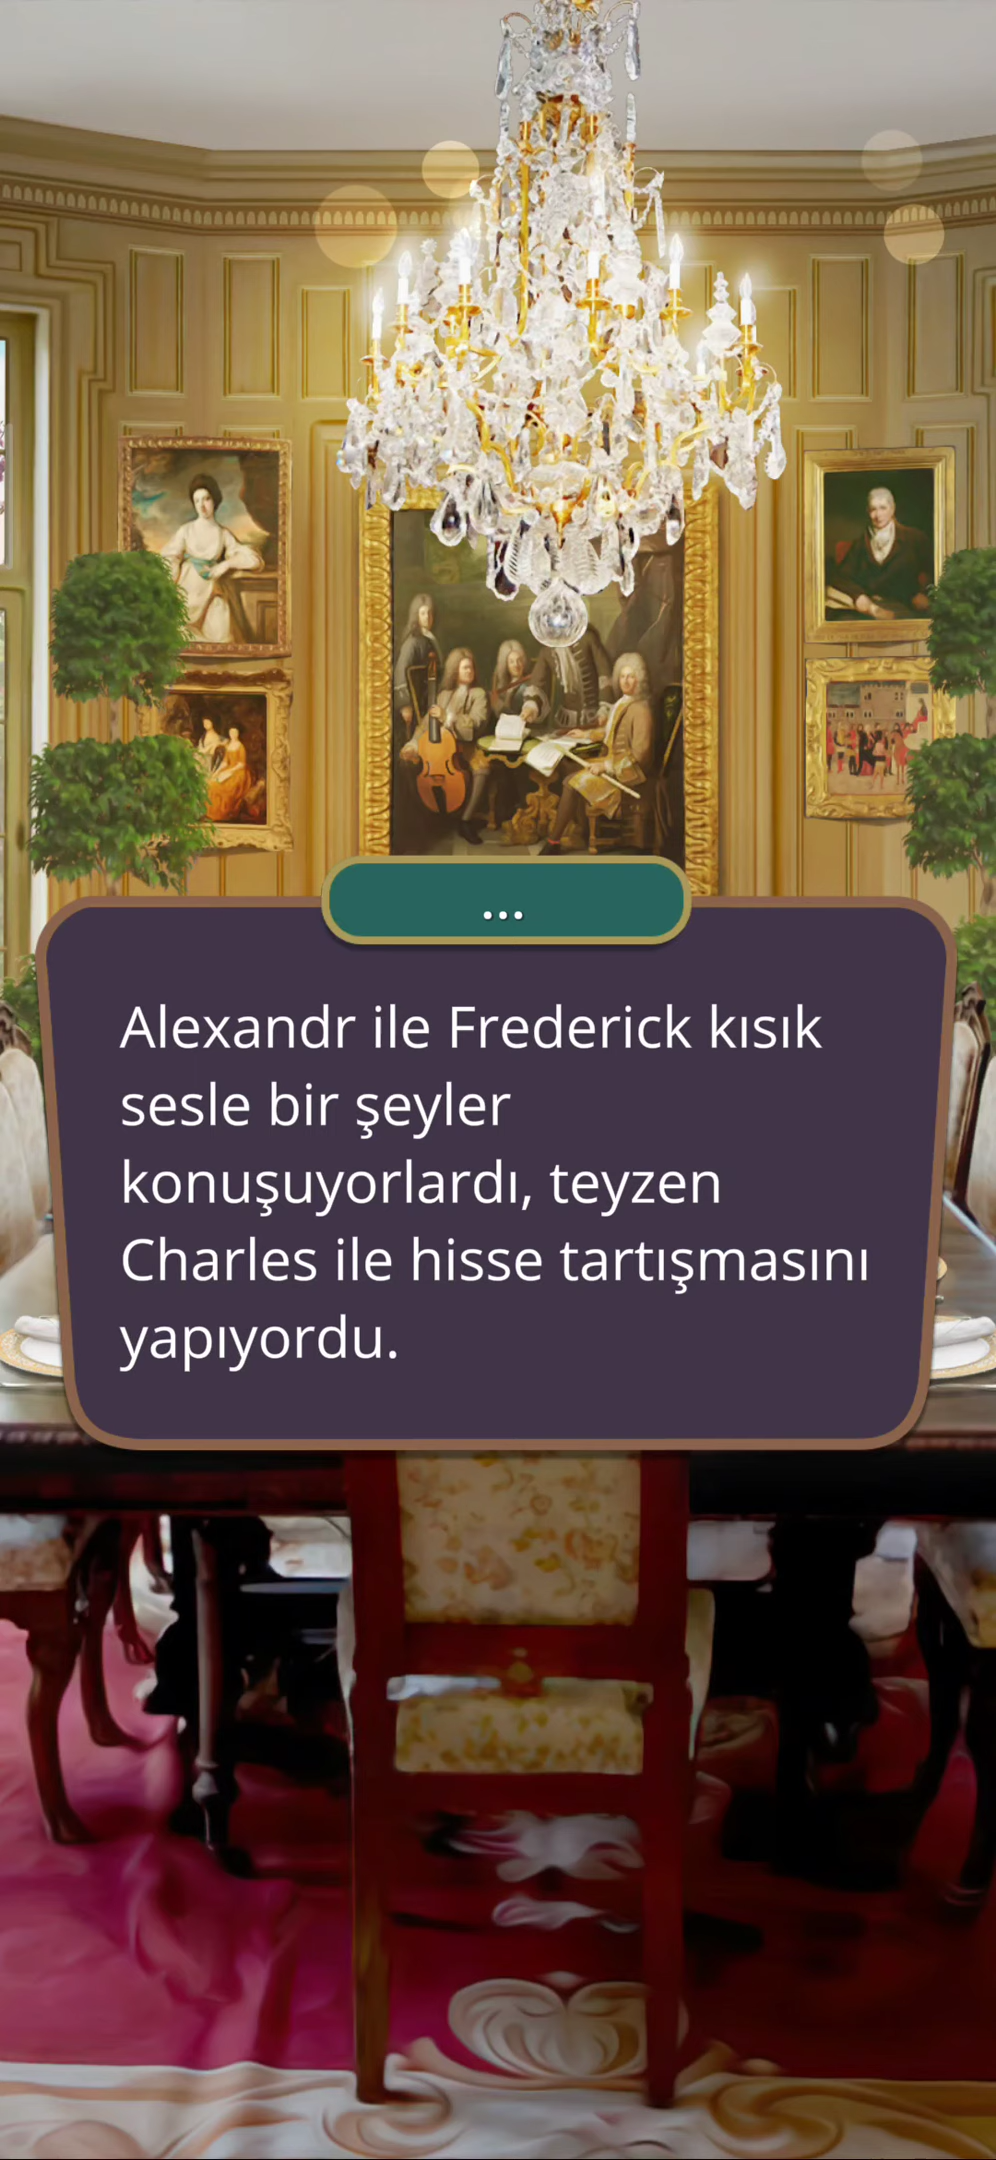 ...
Alexandr ile Frederick kısık
sesle bir şeyler
konuşuyorlardı, teyzen
Charles ile hisse tartışmasını
yapıyordu.